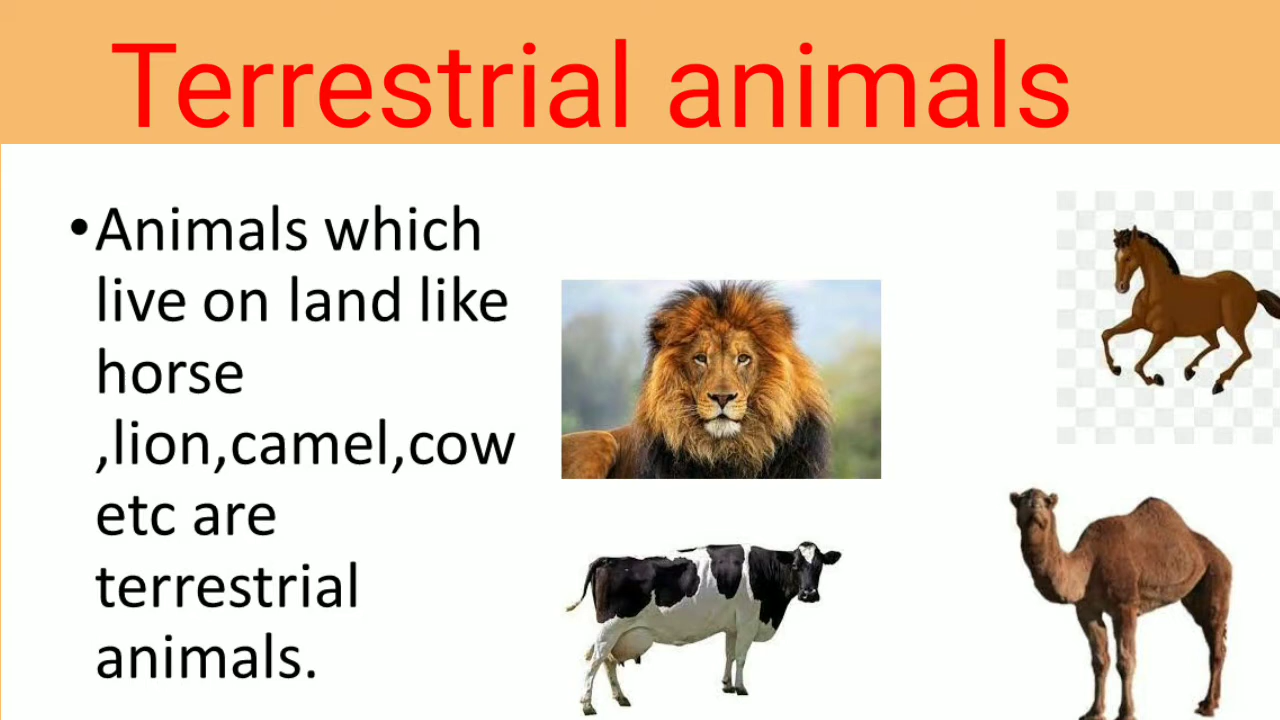 Terrestrial animals
•Animals which
live on land like
horse
,lion,camel,cow
etc are
terrestrial
animals.